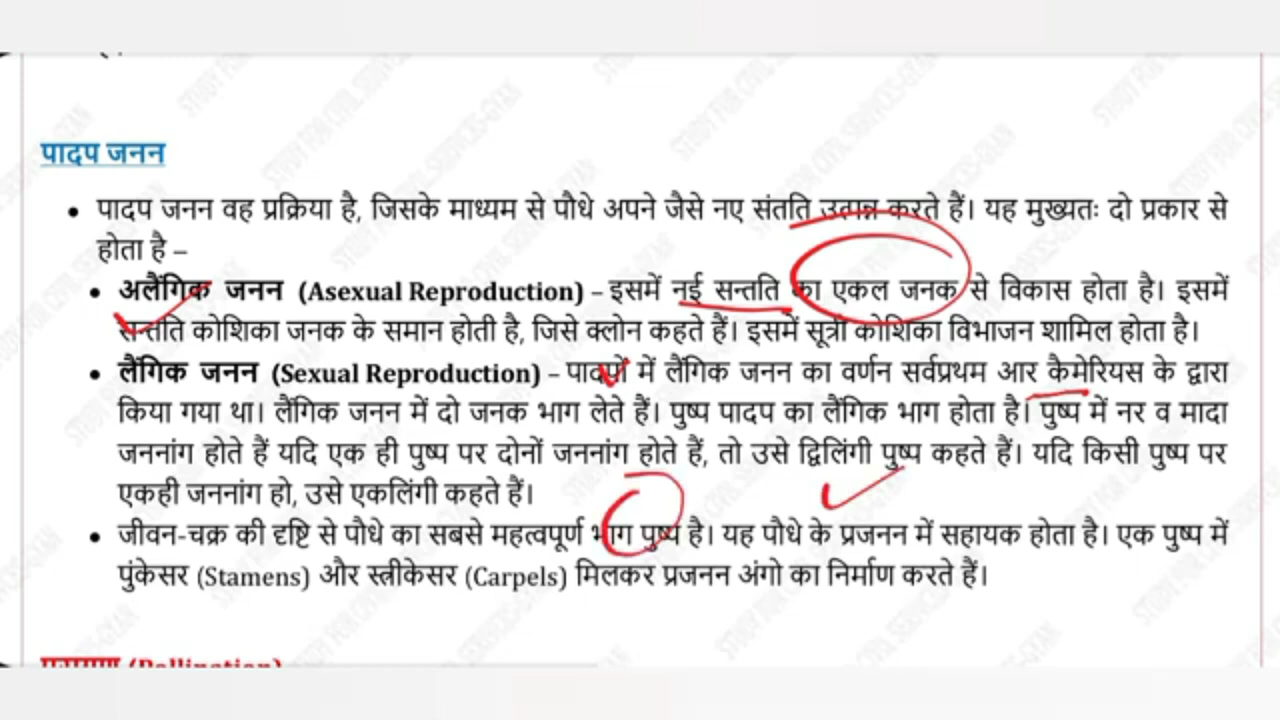 पादप जनन
• पादप जनन वह प्रक्रिया है, जिसके माध्यम से पौधे अपने जैसे नए संतति उत्पन्न करते हैं। यह मुख्यतः दो प्रकार से
होता है –
• अलैंगिक जनन (Asexual Reproduction) – इसमें नई सन्तति का एकल जनक से विकास होता है। इसमें
सन्तति कोशिका जनक के समान होती है, जिसे क्लोन कहते हैं। इसमें सूत्री कोशिका विभाजन शामिल होता है।
• लैंगिक जनन (Sexual Reproduction) – पादपों में लैंगिक जनन का वर्णन सर्वप्रथम आर कैमेरियस के द्वारा
किया गया था। लैंगिक जनन में दो जनक भाग लेते हैं। पुष्प पादप का लैंगिक भाग होता है। पुष्प में नर व मादा
जननांग होते हैं यदि एक ही पुष्प पर दोनों जननांग होते हैं, तो उसे द्विलिंगी पुष्प कहते हैं। यदि किसी पुष्प पर
एकही जननांग हो, उसे एकलिंगी कहते हैं।
• जीवन-चक्र की दृष्टि से पौधे का सबसे महत्वपूर्ण भाग पुष्प है। यह पौधे के प्रजनन में सहायक होता है। एक पुष्प में
पुंकेसर (Stamens) और स्त्रीकेसर (Carpels) मिलकर प्रजनन अंगो का निर्माण करते हैं।
परागण (Pollination)